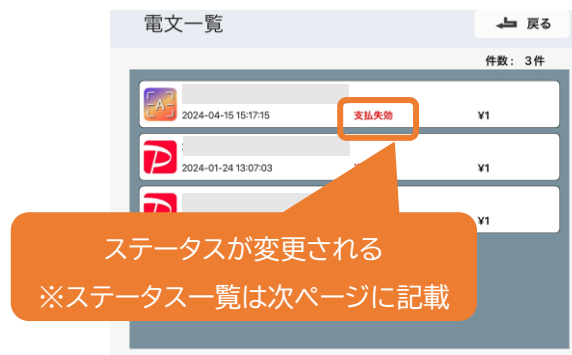 電文一覧
戻る
件数: 3件
A
2024-04-15 15:17:15 支払失効 ¥1
2024-01-24 13:07:03 ¥1
¥1
ステータスが変更される
※ステータス一覧は次ページに記載